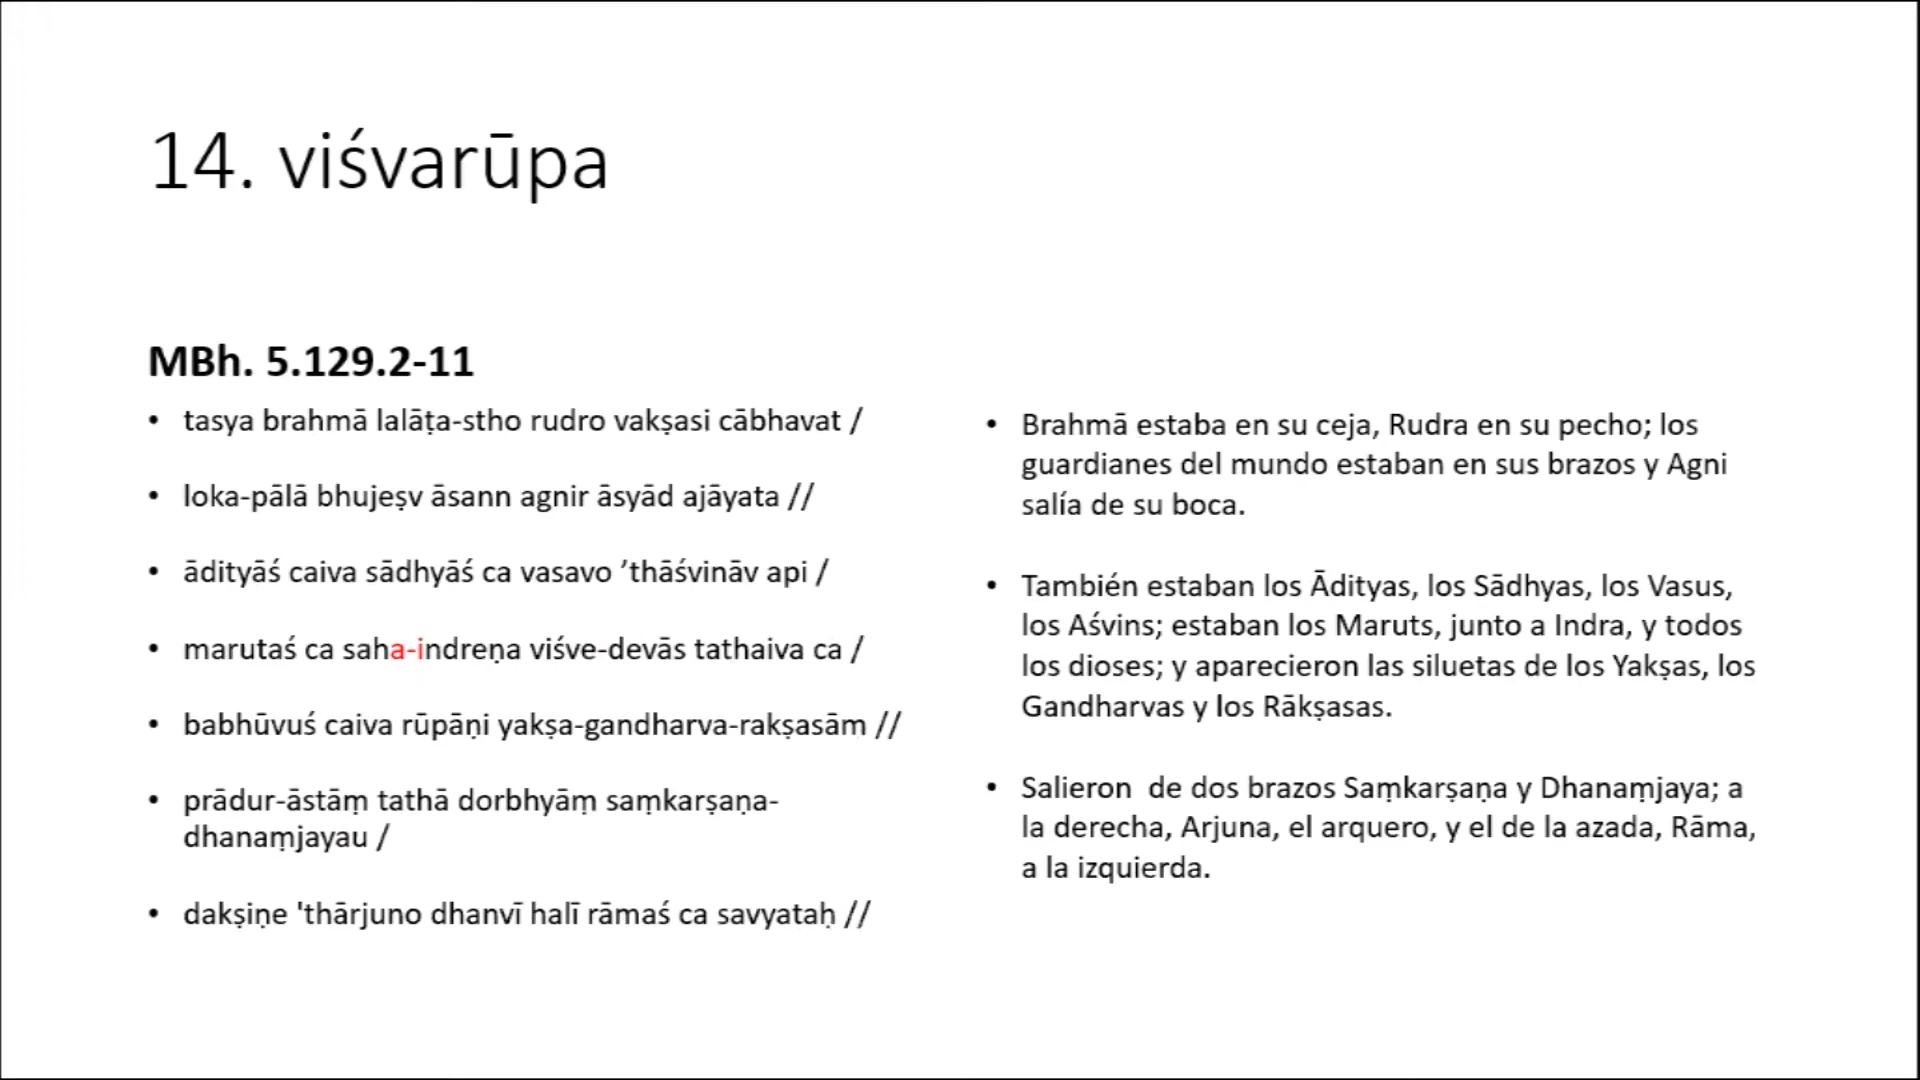 14. viśvarūpa
MBh. 5.129.2-11
• tasya brahmā lalāṭa-stho rudro vakṣasi cābhavat /
• loka-pālā bhujeṣv āsann agnir āsyād ajāyata //
• ādityāś caiva sādhyāś ca vasavo ’thāśvināv api /
• marutaś ca saha-indreṇa viśve-devās tathaiva ca /
• babhūvuś caiva rūpāṇi yakṣa-gandharva-rakṣasām //
• prādur-āstāṃ tathā dorbhyāṃ saṃkarṣaṇa-
dhanaṃjayau /
• dakṣiṇe 'thārjuno dhanvī halī rāmaś ca savyataḥ //
• Brahmā estaba en su ceja, Rudra en su pecho; los
guardianes del mundo estaban en sus brazos y Agni
salía de su boca.
• También estaban los Ādityas, los Sādhyas, los Vasus,
los Aśvins; estaban los Maruts, junto a Indra, y todos
los dioses; y aparecieron las siluetas de los Yakṣas, los
Gandharvas y los Rākṣasas.
• Salieron  de dos brazos Saṃkarṣaṇa y Dhanaṃjaya; a
la derecha, Arjuna, el arquero, y el de la azada, Rāma,
a la izquierda.